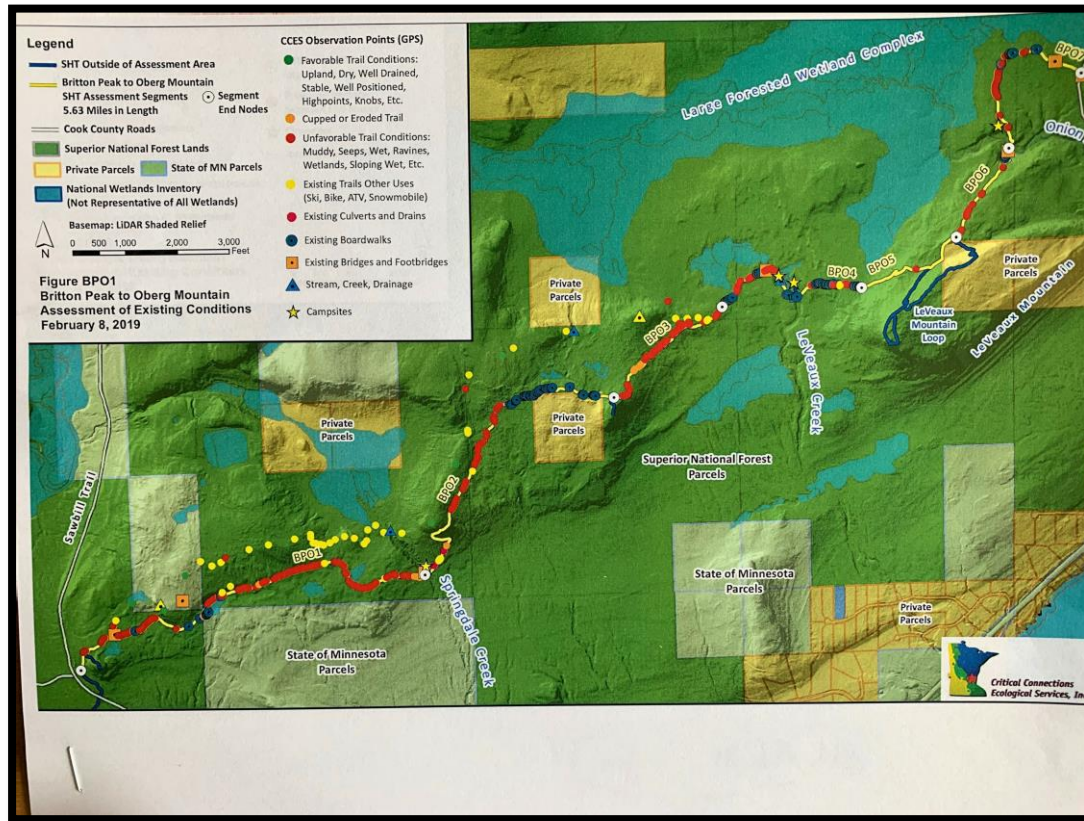 Legend
SHT Outside of Assessment Area
Britton Peak to Oberg Mountain
SHT Assessment Segments
5.63 Miles in Length
Segment
End Nodes
Cook County Roads
Superior National Forest Lands
Private Parcels
State of MN Parcels
National Wetlands Inventory
(Not Representative of All Wetlands)
Basemap: LiDAR Shaded Relief
N
0 500 1,000 2,000 3,000
Feet
Figure BPO1
Britton Peak to Oberg Mountain
Assessment of Existing Conditions
February 8, 2019
CCES Observation Points (GPS)
Favorable Trail Conditions:
Upland, Dry, Well Drained,
Stable, Well Positioned,
Highpoints, Knobs, Etc.
Cupped or Eroded Trail
Unfavorable Trail Conditions:
Muddy, Seeps, Wet, Ravines,
Wetlands, Sloping Wet, Etc.
Existing Trails Other Uses
(Ski, Bike, ATV, Snowmobile)
Existing Culverts and Drains
Existing Boardwalks
Existing Bridges and Footbridges
Stream, Creek, Drainage
Campsites
Large Forested Wetland Complex
BPO7
Onion
BPO6
Private
Parcels
BPO5
BPO4
LeVeaux
Mountain
Loop
LeVeaux Mountain
Private
Parcels
BPO3
LeVeaux Creek
Private
Parcels
Superior National Forest
Parcels
Private
Parcels
BPO2
Sawbill Trail
BPO1
Springdale Creek
State of Minnesota
Parcels
State of Minnesota
Parcels
Private
Parcels
Critical Connections
Ecological Services, In